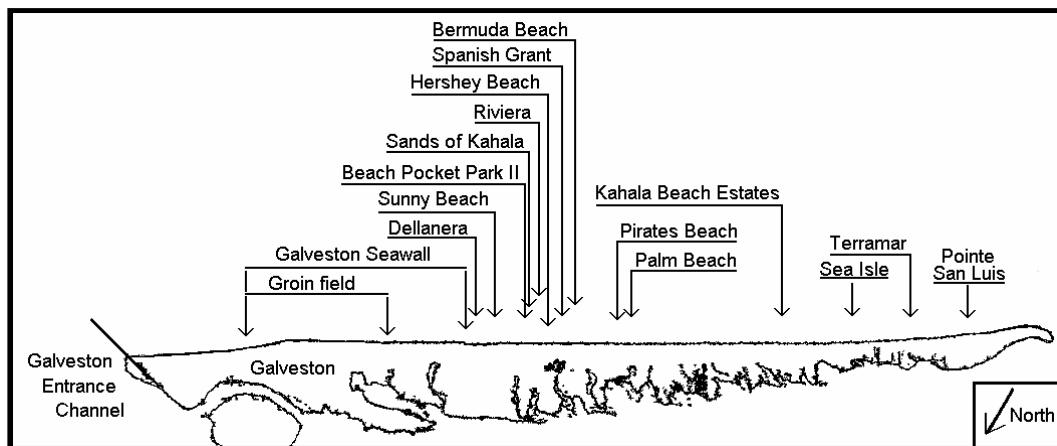 Bermuda Beach
Spanish Grant
Hershey Beach
Riviera
Sands of Kahala
Beach Pocket Park II
Sunny Beach
Dellanera
Galveston Seawall
Groin field
Kahala Beach Estates
Pirates Beach
Palm Beach
Terramar
Sea Isle
Pointe
San Luis
Galveston
Entrance
Channel
Galveston
North